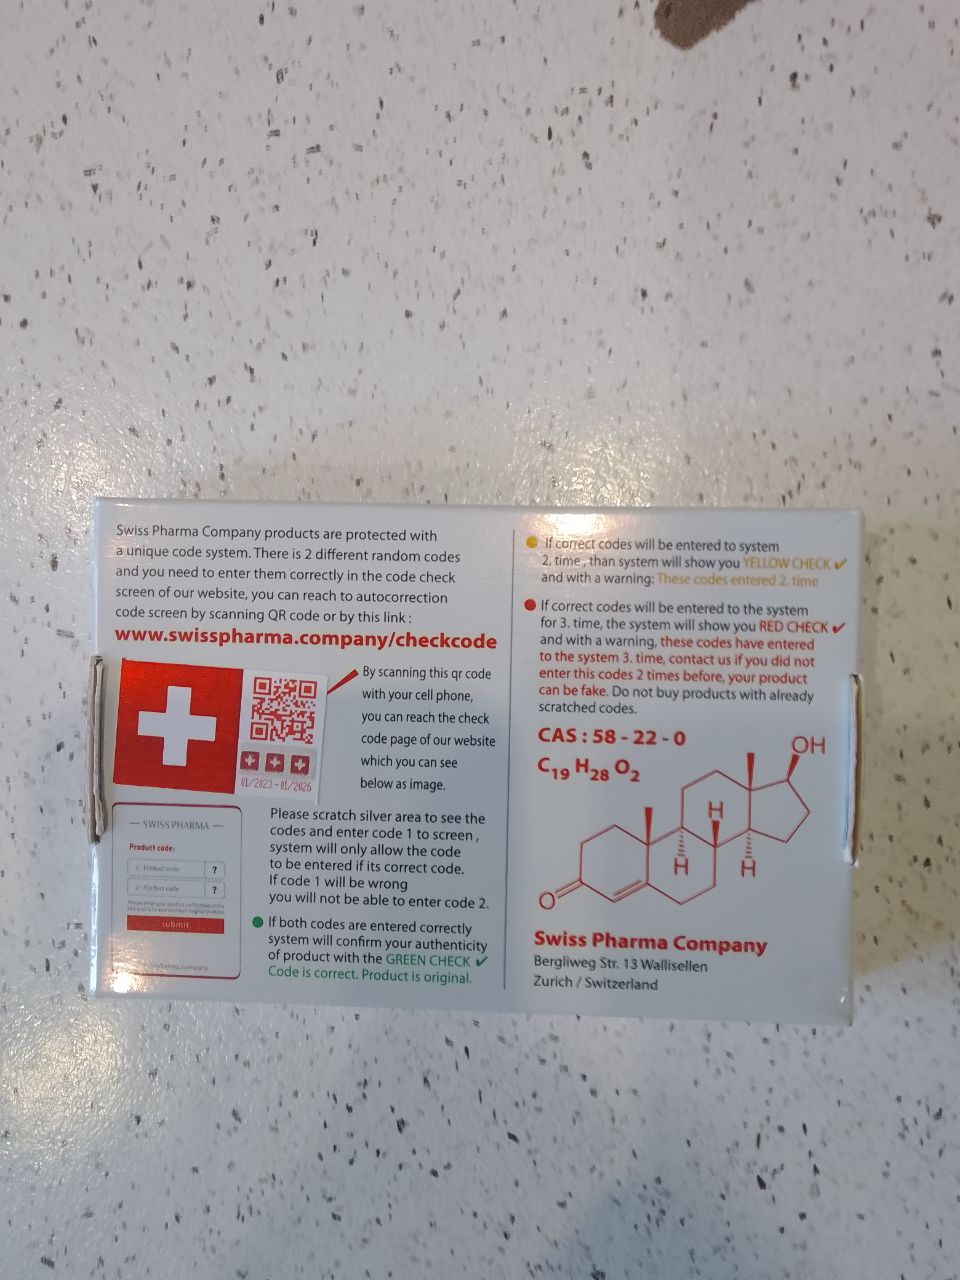 Swiss Pharma Company products are protected with
a unique code system. There is 2 different random codes
and you need to enter them correctly in the code check
screen of our website, you can reach to autocorrection
code screen by scanning QR code or by this link :
www.swisspharma.company/checkcode
By scanning this qr code
with your cell phone,
you can reach the check
code page of our website
which you can see
below as image.
01/2023 - 01/2026
— SWISS PHARMA —
Product code:
1. Product code ?
2. Product code ?
submit
Please scratch silver area to see the
codes and enter code 1 to screen ,
system will only allow the code
to be entered if its correct code.
If code 1 will be wrong
you will not be able to enter code 2.
If both codes are entered correctly
system will confirm your authenticity
of product with the GREEN CHECK ✓
Code is correct. Product is original.
If correct codes will be entered to system
2, time , than system will show you YELLOW CHECK ✓
and with a warning: These codes entered 2. time
If correct codes will be entered to the system
for 3. time, the system will show you RED CHECK ✓
and with a warning, these codes have entered
to the system 3. time, contact us if you did not
enter this codes 2 times before, your product
can be fake. Do not buy products with already
scratched codes.
CAS : 58 - 22 - 0
C19 H28 O2
OH
H
H
H
O
Swiss Pharma Company
Bergliweg Str. 13 Wallisellen
Zurich / Switzerland